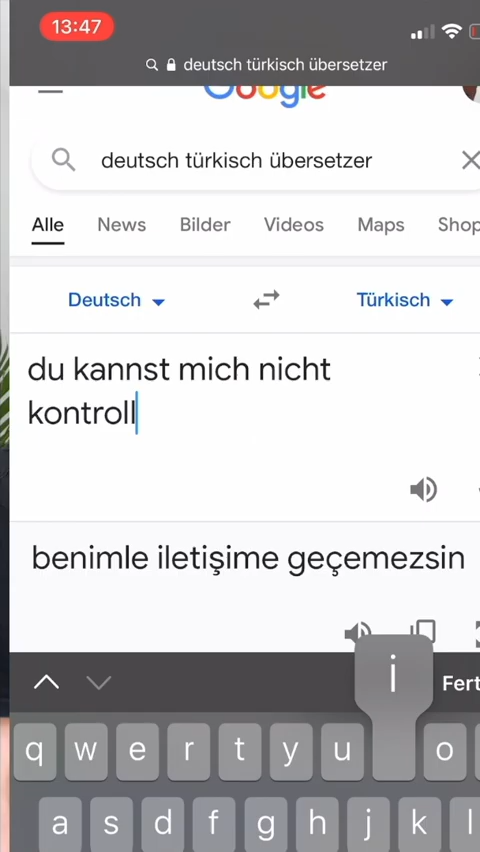 13:47
deutsch türkisch übersetzer
Google
deutsch türkisch übersetzer
Alle News Bilder Videos Maps Shop
Deutsch Türkisch
du kannst mich nicht
kontroll
benimle iletişime geçemezsin
i
Fert
q w e r t y u o
a s d f g h j k l